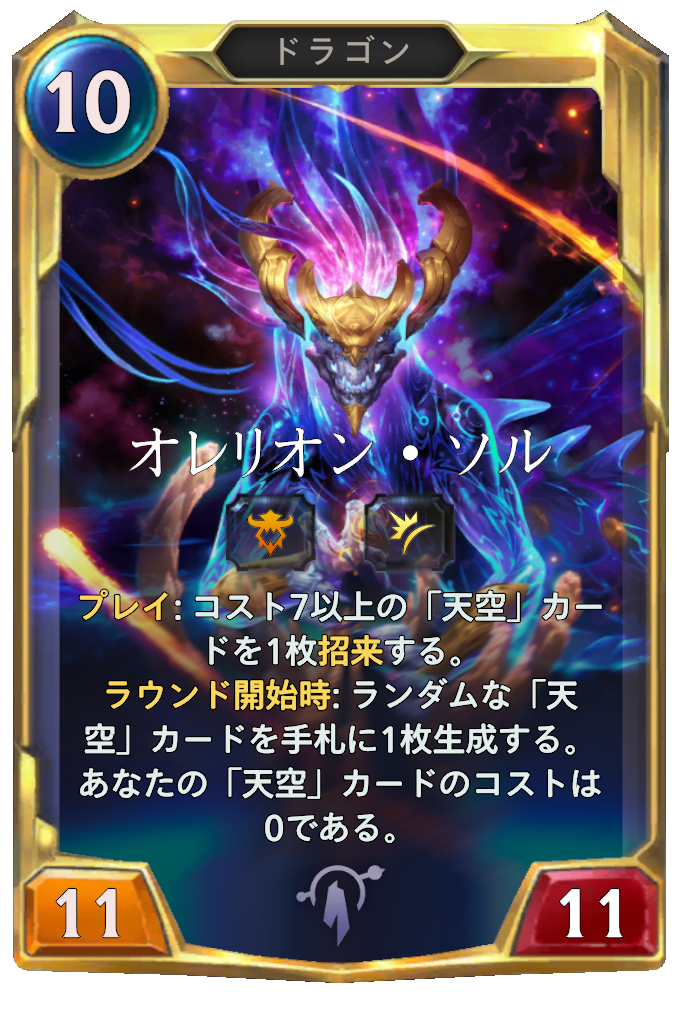 ドラゴン
10
オレリオン・ソル
プレイ: コスト7以上の「天空」カー
ドを1枚招来する。
ラウンド開始時: ランダムな「天
空」カードを手札に1枚生成する。
あなたの「天空」カードのコストは
0である。
11
11